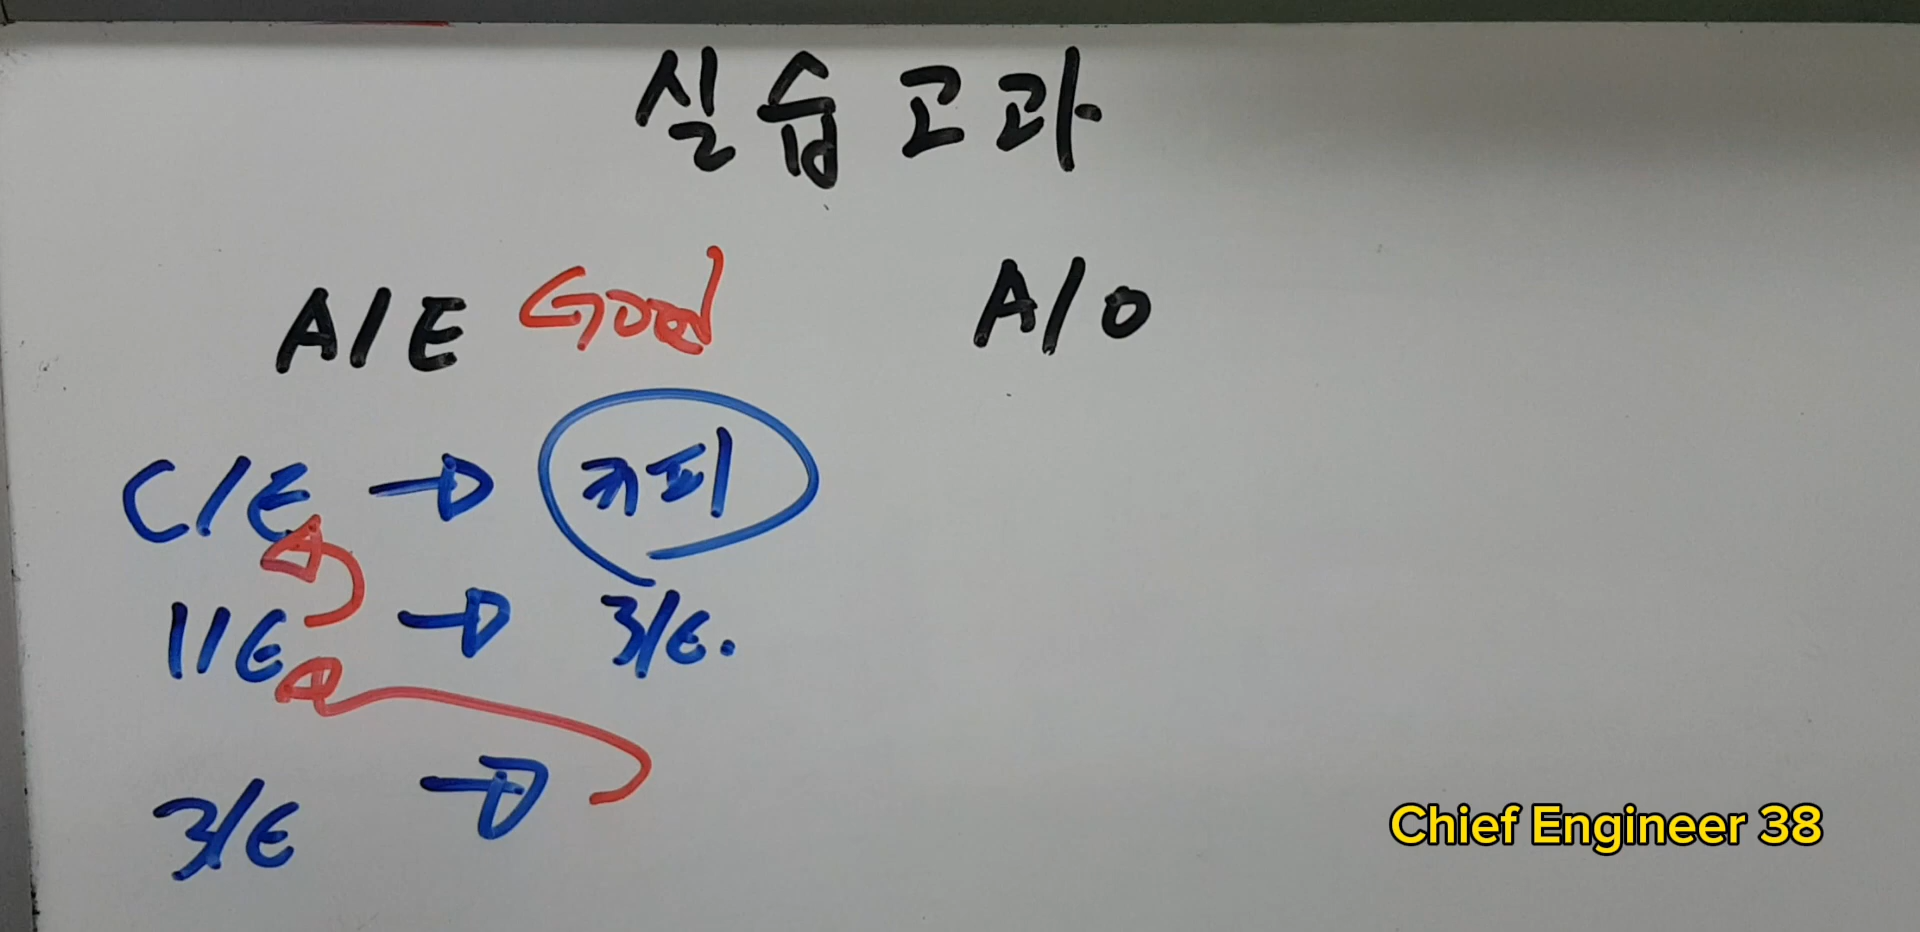 실습고과
A/E Good A/O
C/E → 커피
1/E → 3/E.
3/E →
Chief Engineer 38